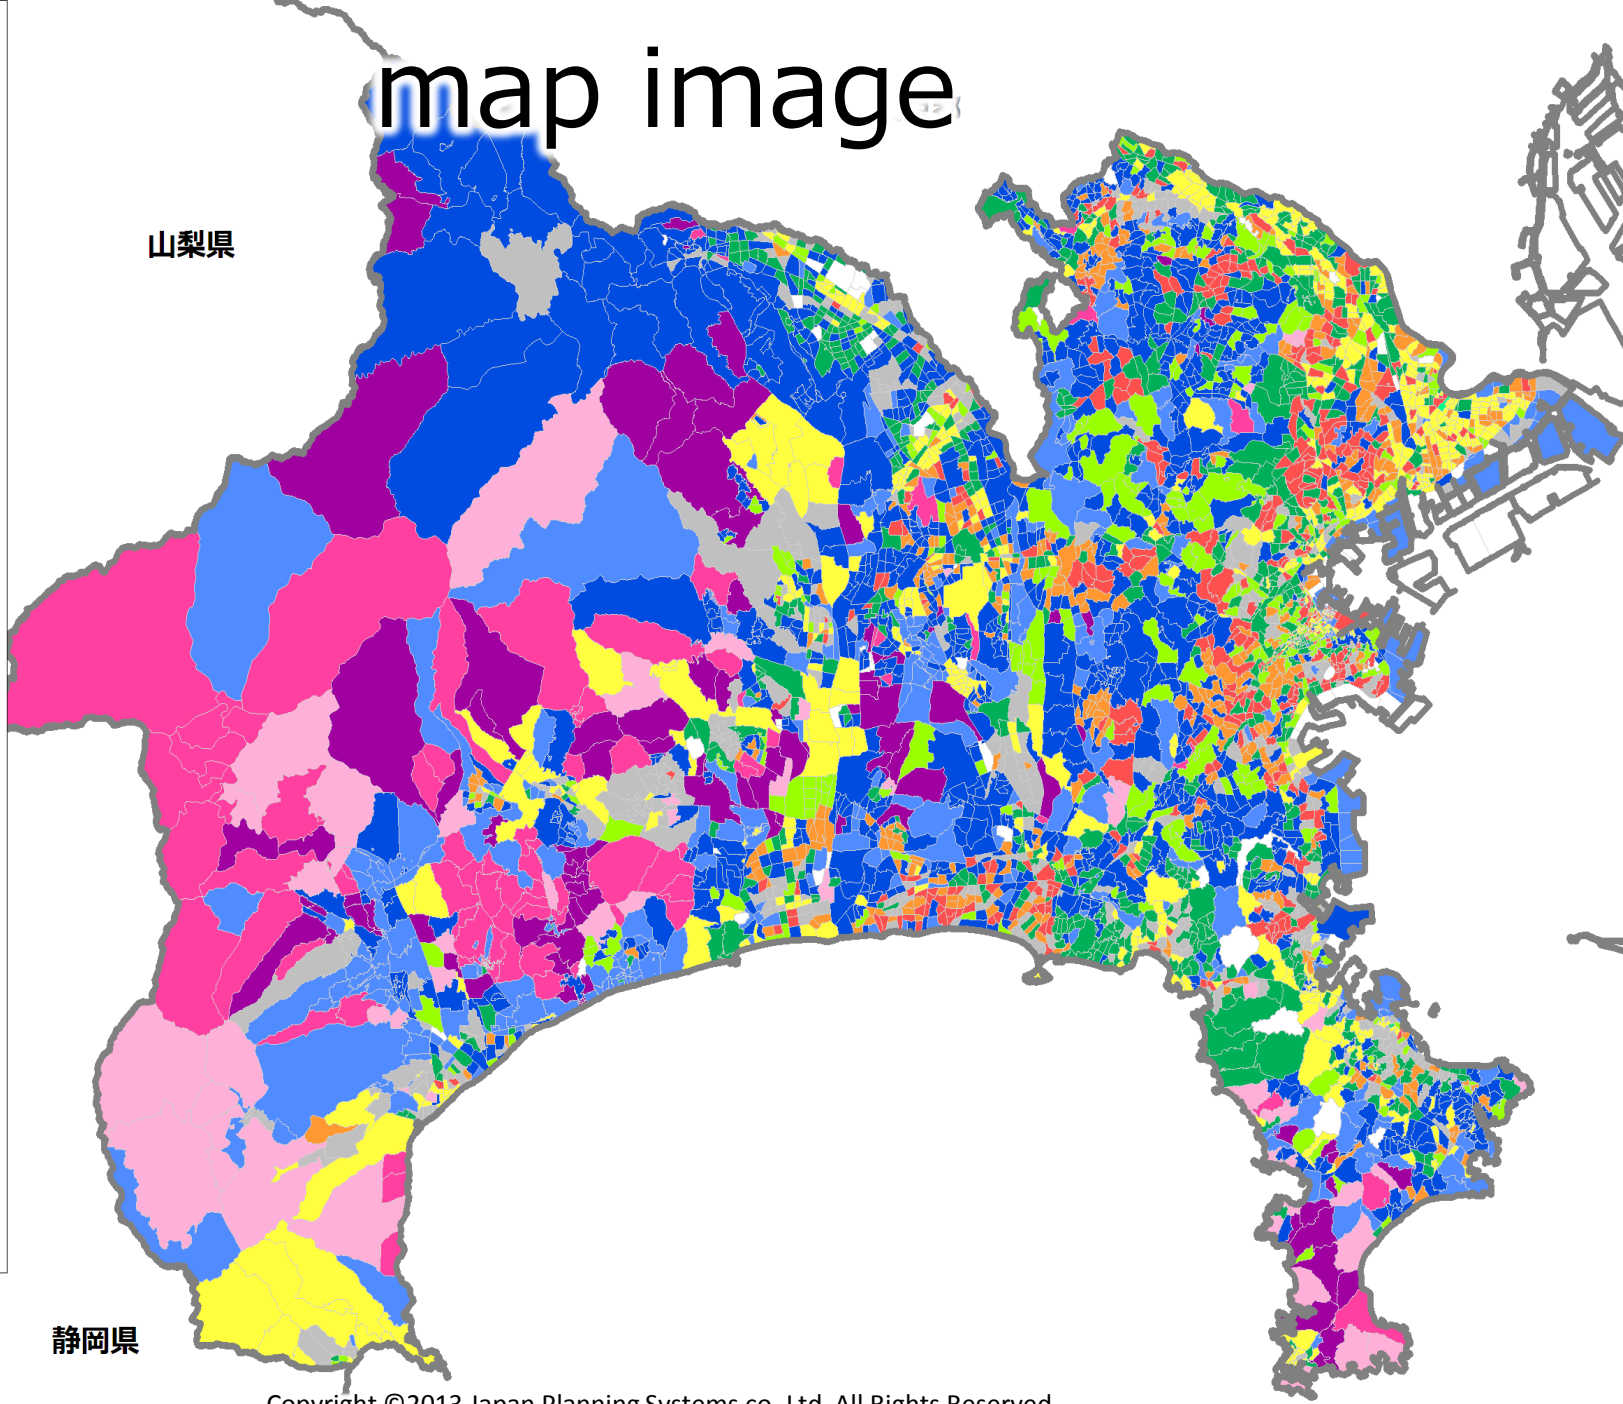 map image
山梨県
静岡県
Copyright ©2013 Japan Planning Systems co.,Ltd. All Rights Reserved